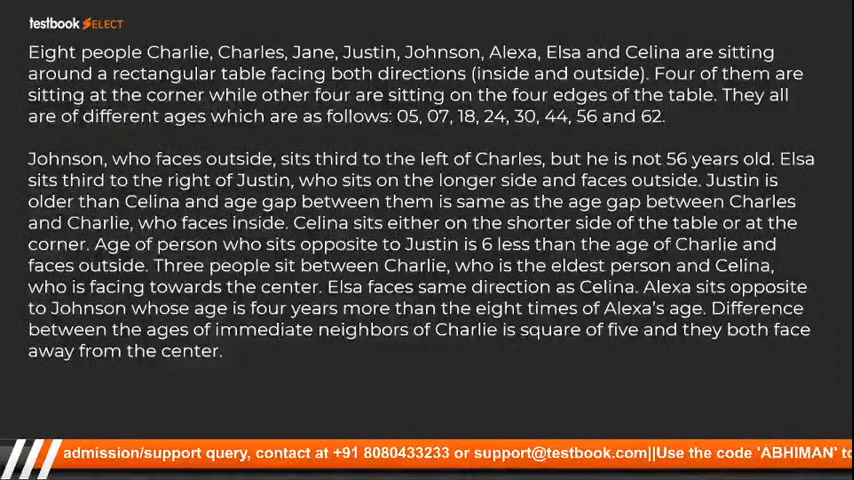 testbook SELECT
Eight people Charlie, Charles, Jane, Justin, Johnson, Alexa, Elsa and Celina are sitting
around a rectangular table facing both directions (inside and outside). Four of them are
sitting at the corner while other four are sitting on the four edges of the table. They all
are of different ages which are as follows: 05, 07, 18, 24, 30, 44, 56 and 62.
Johnson, who faces outside, sits third to the left of Charles, but he is not 56 years old. Elsa
sits third to the right of Justin, who sits on the longer side and faces outside. Justin is
older than Celina and age gap between them is same as the age gap between Charles
and Charlie, who faces inside. Celina sits either on the shorter side of the table or at the
corner. Age of person who sits opposite to Justin is 6 less than the age of Charlie and
faces outside. Three people sit between Charlie, who is the eldest person and Celina,
who is facing towards the center. Elsa faces same direction as Celina. Alexa sits opposite
to Johnson whose age is four years more than the eight times of Alexa's age. Difference
between the ages of immediate neighbors of Charlie is square of five and they both face
away from the center.
admission/support query, contact at +91 8080433233 or support@testbook.com||Use the code 'ABHIMAN' to